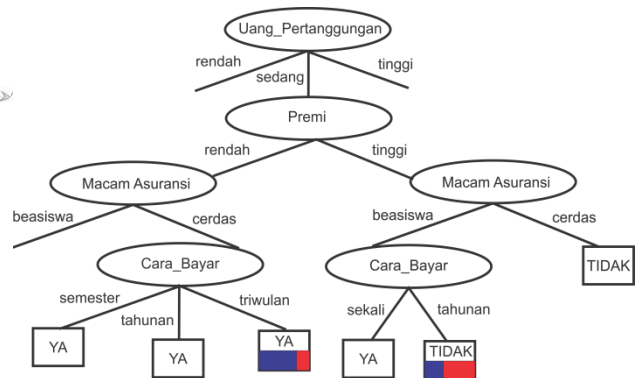 Uang_Pertanggungan
rendah
sedang
tinggi
Premi
rendah
tinggi
Macam Asuransi
Macam Asuransi
beasiswa
cerdas
beasiswa
cerdas
Cara_Bayar
Cara_Bayar
TIDAK
semester
tahunan
triwulan
sekali
tahunan
YA
YA
YA
YA
TIDAK